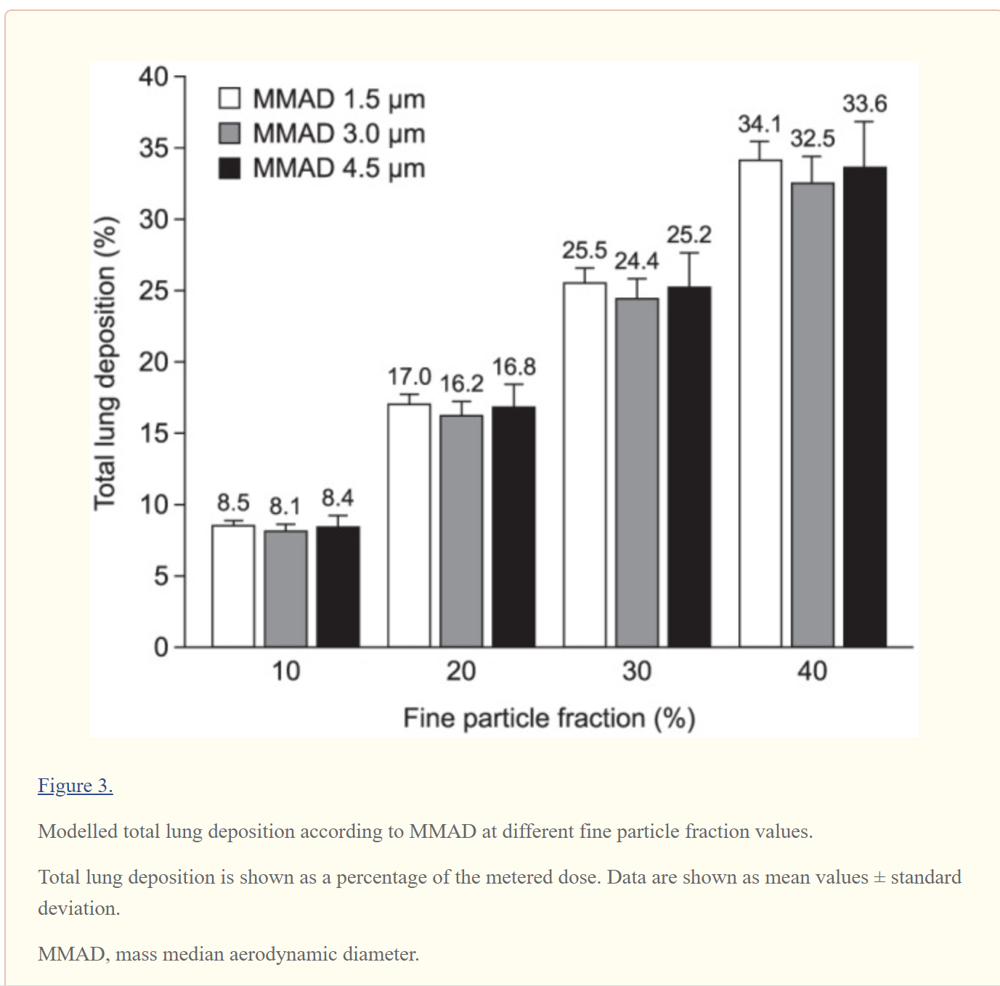 40
35
30
25
20
15
10
5
0
Total lung deposition (%)
MMAD 1.5 μm
MMAD 3.0 μm
MMAD 4.5 μm
8.5 8.1 8.4
17.0 16.2 16.8
25.5 24.4 25.2
34.1 32.5 33.6
10 20 30 40
Fine particle fraction (%)
Figure 3.
Modelled total lung deposition according to MMAD at different fine particle fraction values.
Total lung deposition is shown as a percentage of the metered dose. Data are shown as mean values ± standard
deviation.
MMAD, mass median aerodynamic diameter.